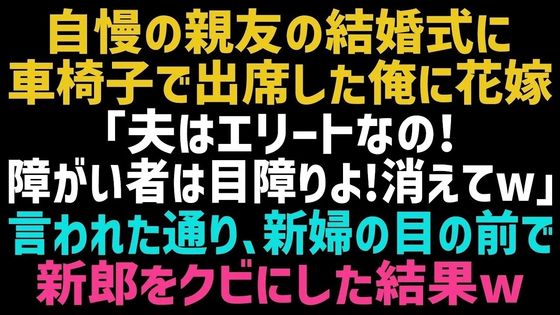 自慢の親友の結婚式に
車椅子で出席した俺に花嫁
「夫はエリートなの!
障がい者は目障りよ!消えてw」
言われた通り、新婦の目の前で
新郎をクビにした結果w